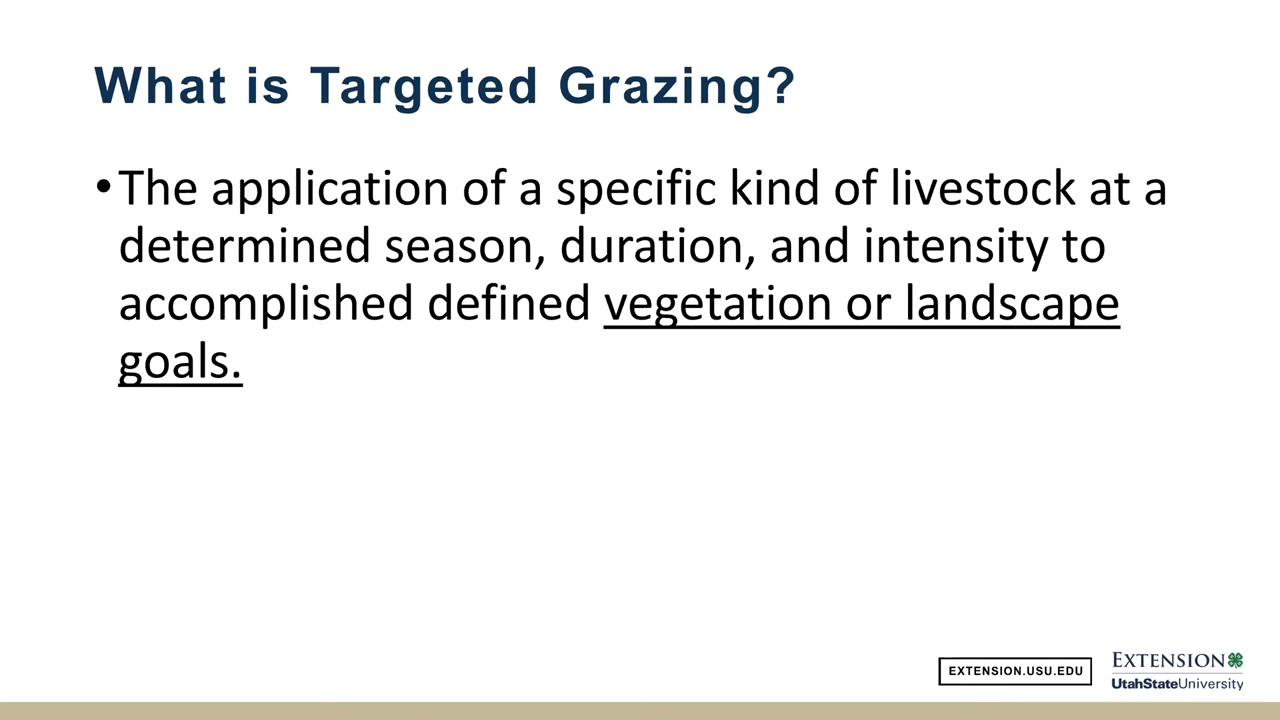 What is Targeted Grazing?
•The application of a specific kind of livestock at a
determined season, duration, and intensity to
accomplished defined vegetation or landscape
goals.
EXTENSION.USU.EDU
EXTENSION
UtahStateUniversity